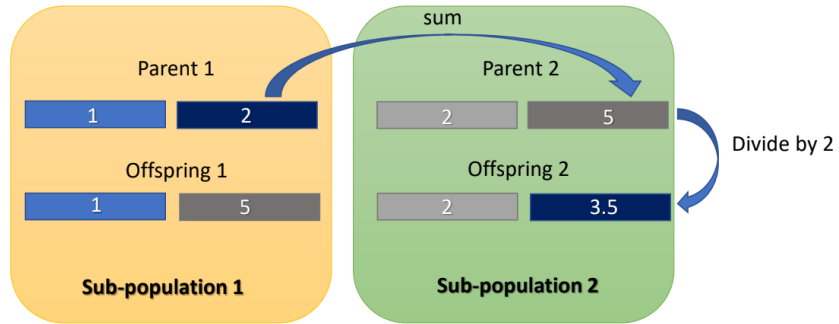 sum
Parent 1
Parent 2
1
2
2
5
Divide by 2
Offspring 1
Offspring 2
1
5
2
3.5
Sub-population 1
Sub-population 2